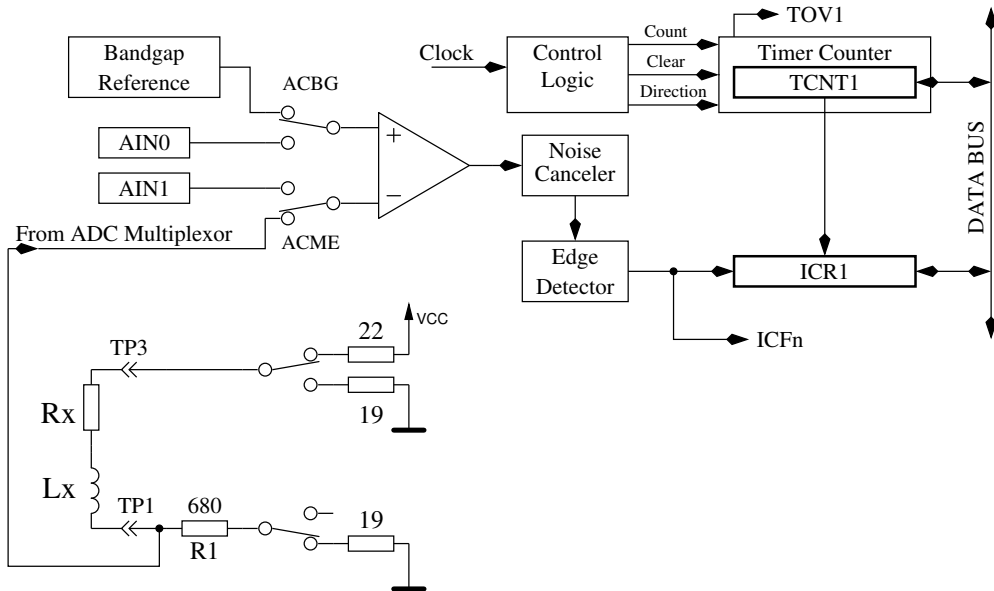 TOV1
Bandgap
Reference
ACBG
Clock
Control
Logic
Count
Clear
Direction
Timer Counter
TCNT1
AIN0
AIN1
+
−
Noise
Canceler
DATA BUS
From ADC Multiplexor
ACME
Edge
Detector
ICR1
ICFn
VCC
22
TP3
19
Rx
Lx
TP1
680
R1
19